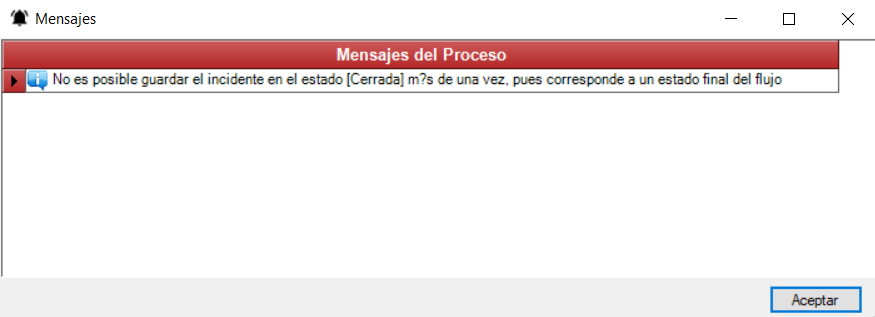 Mensajes
Mensajes del Proceso
No es posible guardar el incidente en el estado [Cerrada] m?s de una vez, pues corresponde a un estado final del flujo
Aceptar